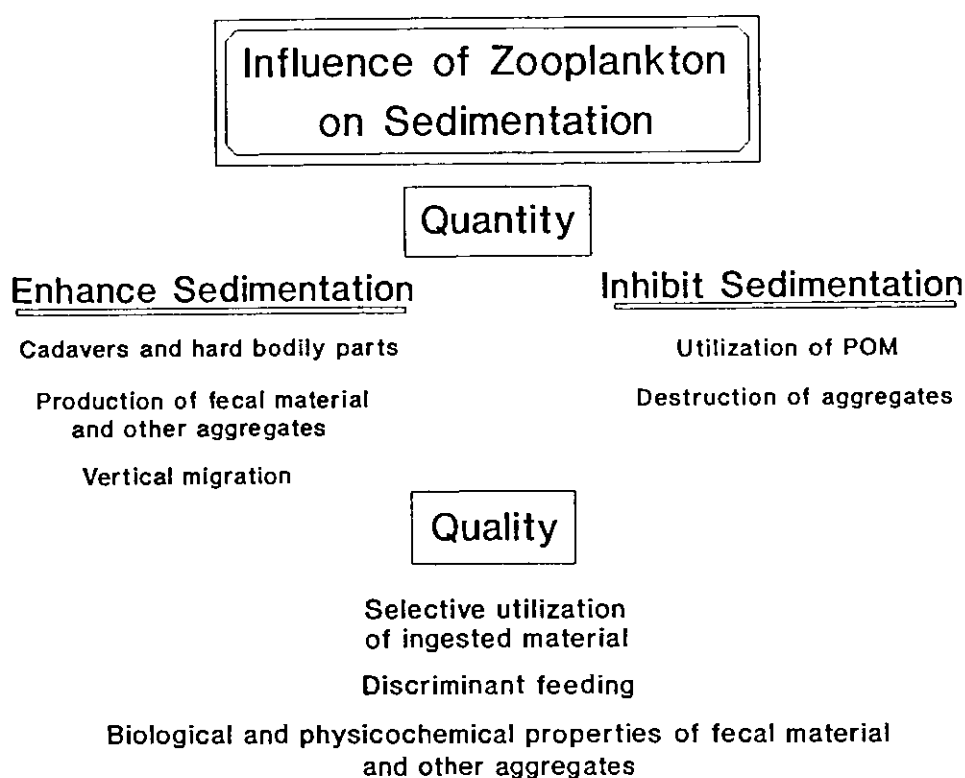 Influence of Zooplankton
on Sedimentation
Quantity
Enhance Sedimentation
Cadavers and hard bodily parts
Production of fecal material
and other aggregates
Vertical migration
Inhibit Sedimentation
Utilization of POM
Destruction of aggregates
Quality
Selective utilization
of ingested material
Discriminant feeding
Biological and physicochemical properties of fecal material
and other aggregates